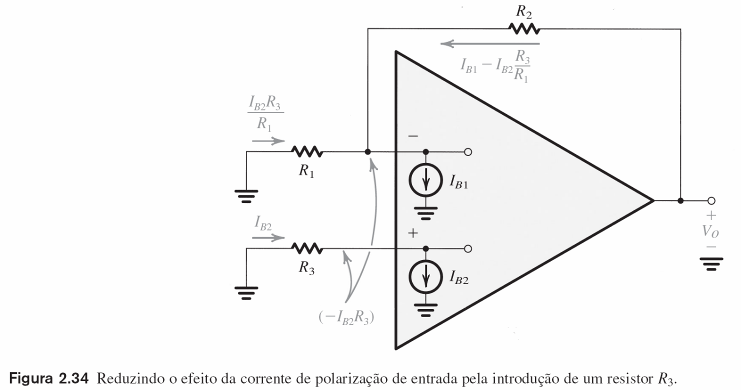 R2
IB1 − IB2 R3/R1
IB2R3
R1
−
R1
IB1
IB2
+
R3
IB2
(−IB2R3)
+
VO
−
Figura 2.34 Reduzindo o efeito da corrente de polarização de entrada pela introdução de um resistor R3.